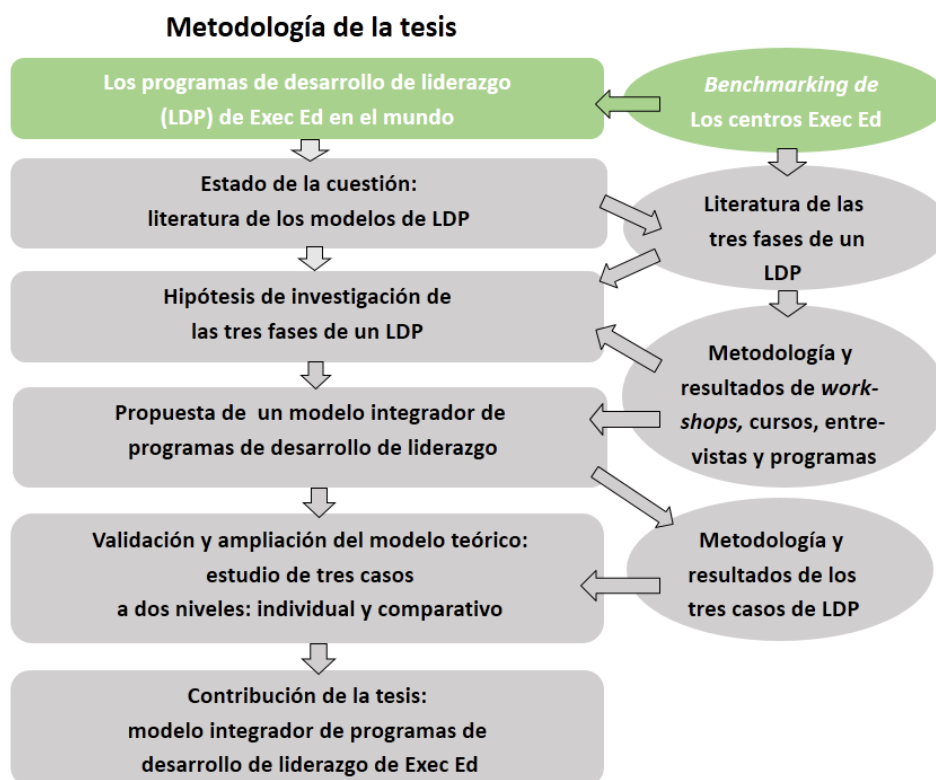 Metodología de la tesis
Los programas de desarrollo de liderazgo
(LDP) de Exec Ed en el mundo
Benchmarking de
Los centros Exec Ed
Estado de la cuestión:
literatura de los modelos de LDP
Literatura de las
tres fases de un
LDP
Hipótesis de investigación de
las tres fases de un LDP
Metodología y
resultados de work-
shops, cursos, entre-
vistas y programas
Propuesta de un modelo integrador de
programas de desarrollo de liderazgo
Validación y ampliación del modelo teórico:
estudio de tres casos
a dos niveles: individual y comparativo
Metodología y
resultados de los
tres casos de LDP
Contribución de la tesis:
modelo integrador de programas de
desarrollo de liderazgo de Exec Ed